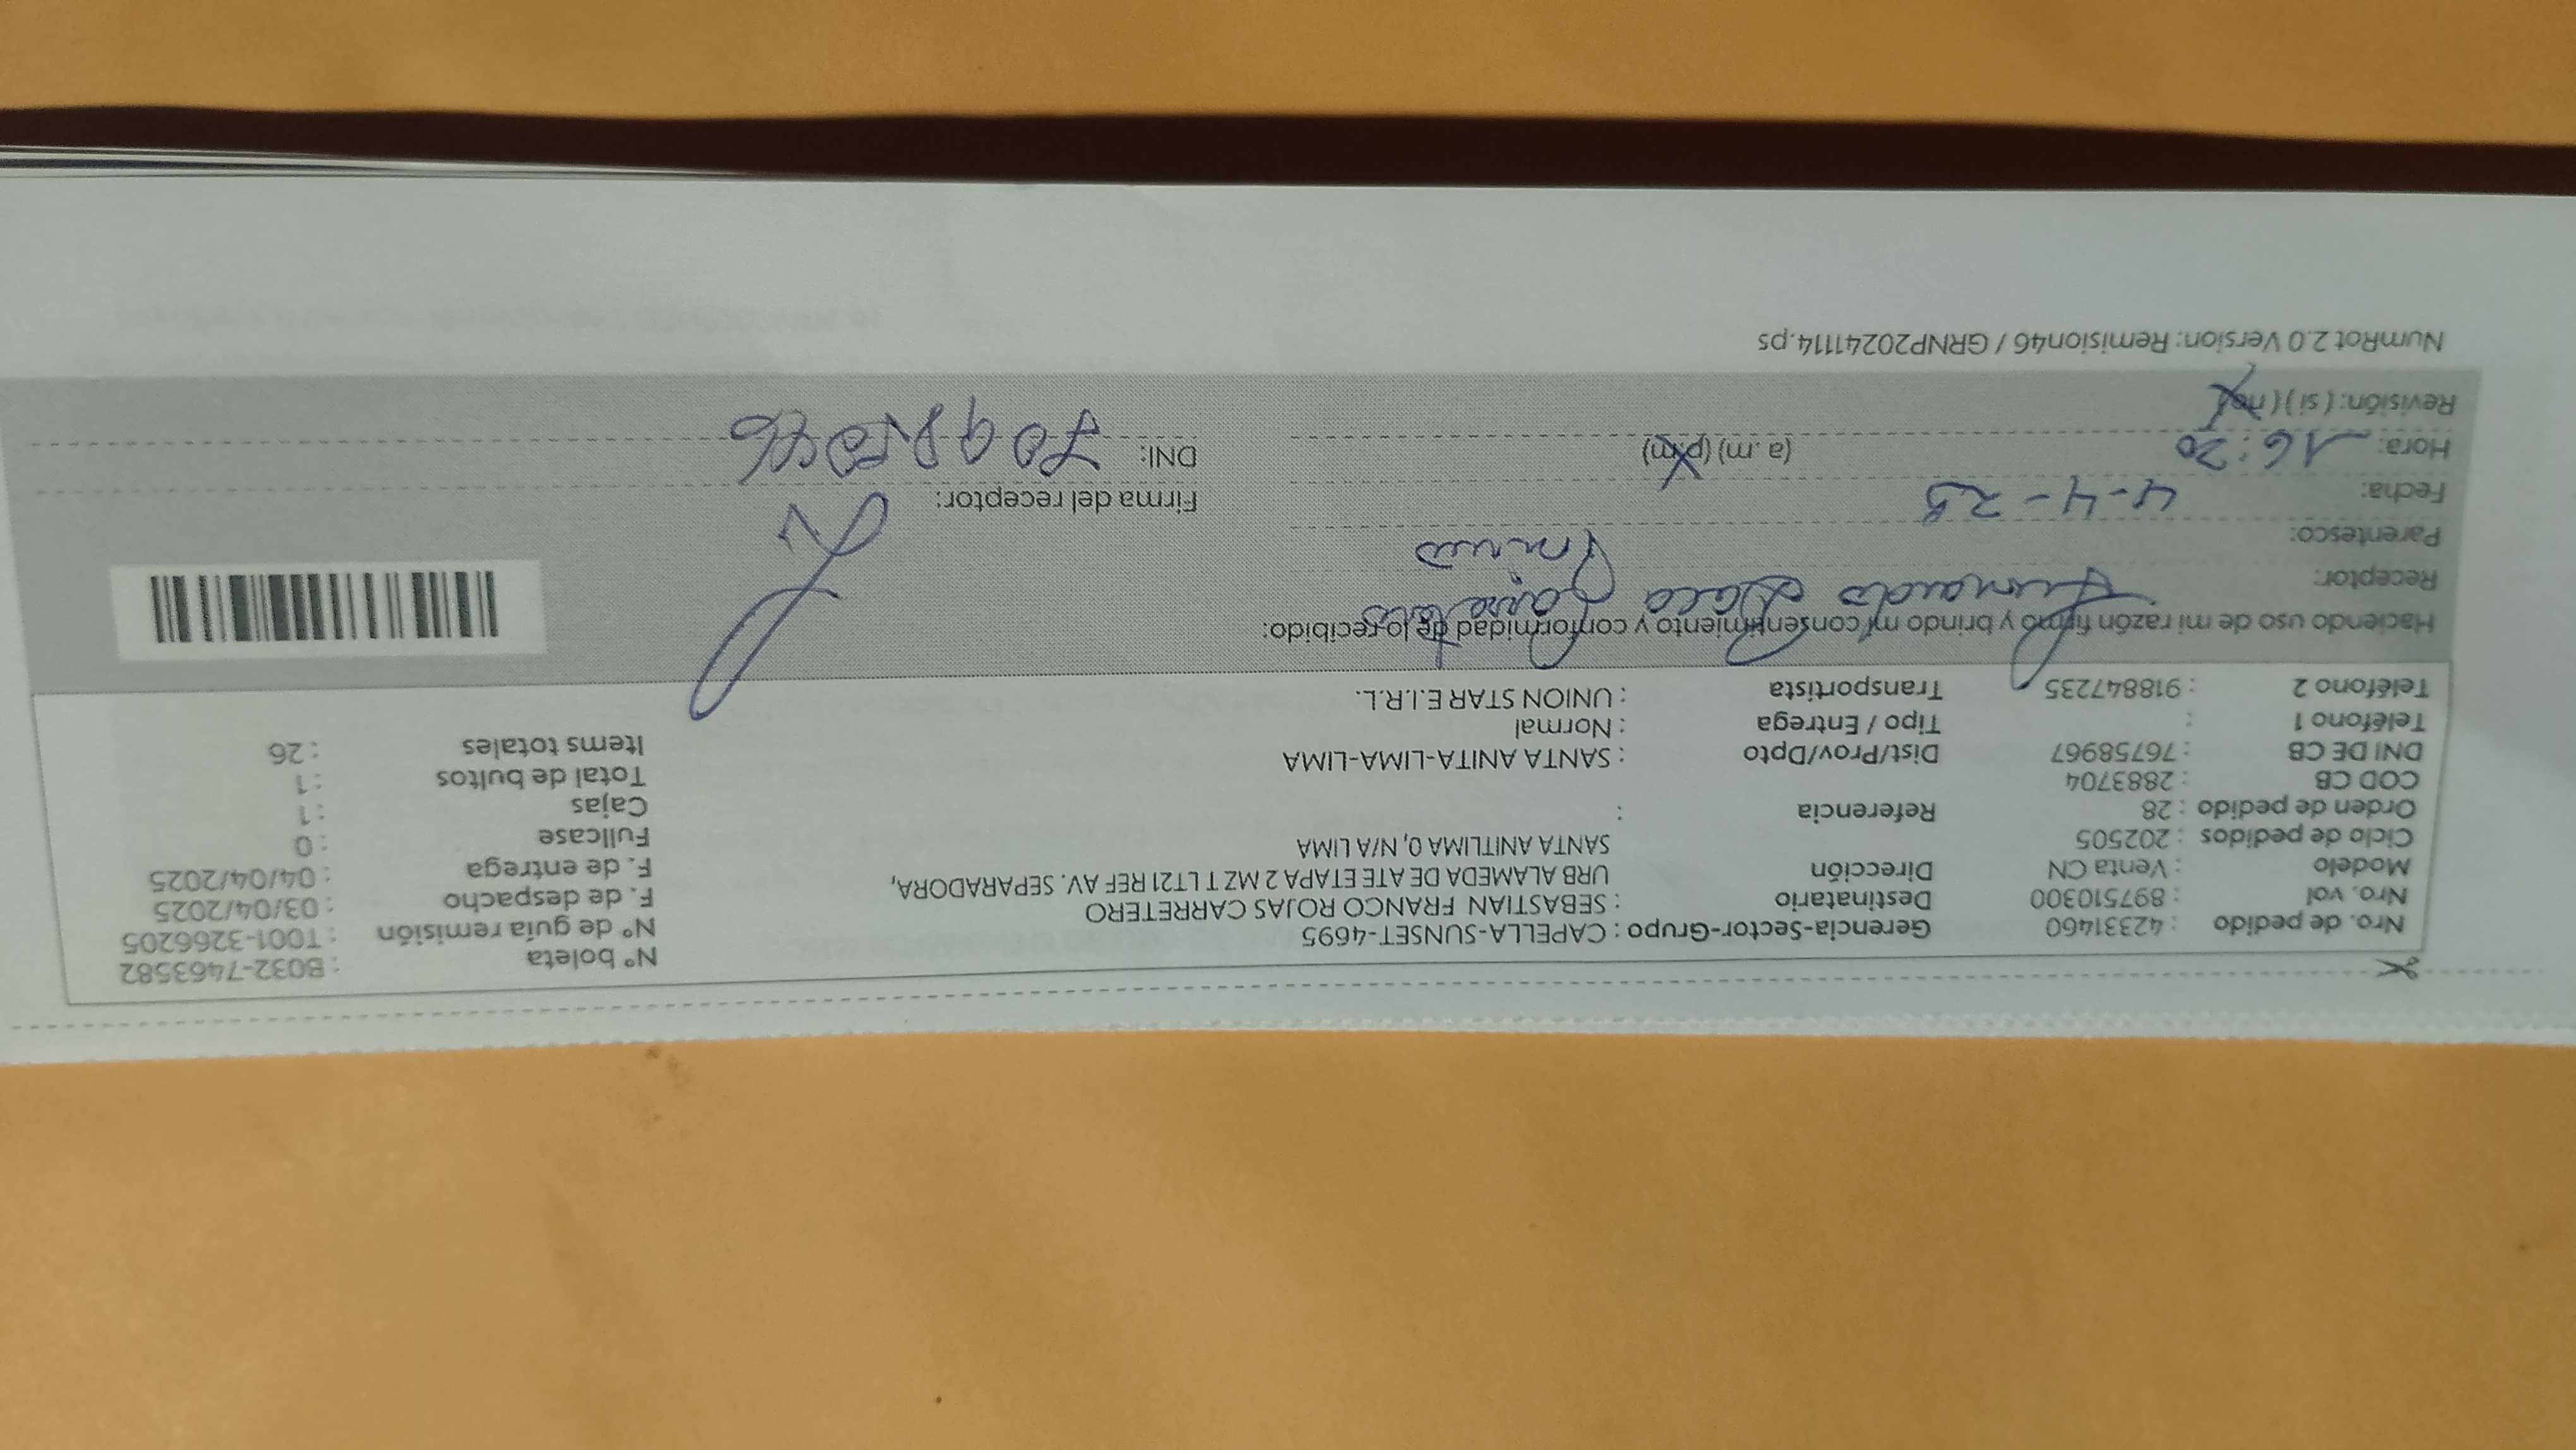 Nro. de pedido : 42331460 Gerencia-Sector-Grupo : CAPELLA-SUNSET-4695 N° boleta : B032-7463582
Nro. vol : 897510300 Destinatario : SEBASTIAN FRANCO ROJAS CARRETERO N° de guía remisión : T001-3266205
Modelo : Venta CN Dirección URB ALAMEDA DE ATE ETAPA 2 MZ T LT21 REF AV. SEPARADORA, F. de despacho : 03/04/2025
Ciclo de pedidos : 202505 SANTA ANITLIMA 0, N/A LIMA F. de entrega : 04/04/2025
Orden de pedido : 28 Referencia : Fullcase : 0
COD CB : 2883704 Cajas : 1
DNI DE CB : 76758967 Dist/Prov/Dpto : SANTA ANITA-LIMA-LIMA Total de bultos : 1
Teléfono 1 : Tipo / Entrega : Normal Items totales : 26
Teléfono 2 : 918847235 Transportista : UNION STAR E.I.R.L.
Haciendo uso de mi razón firmo y brindo mi consentimiento y conformidad de lo recibido:
Receptor:
Parentesco:
Fecha: 4-4-25 Firma del receptor:
Hora: 16:20 (a.m) (p.m) DNI:
Revisión: (si) (no)
NumRot 2.0 Version: Remision46 / GRNP20241114.ps